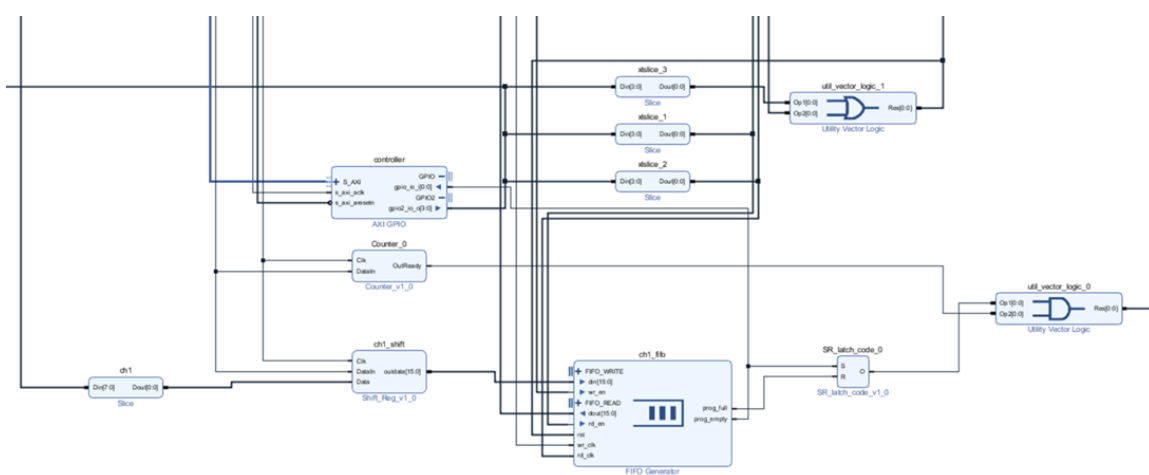 xlslice_3
Din[3:0] Dout[0:0]
Slice
util_vector_logic_1
Op1[0:0]
Op2[0:0]
Res[0:0]
Utility Vector Logic
xlslice_1
Din[3:0] Dout[0:0]
Slice
xlslice_2
Din[3:0] Dout[0:0]
Slice
controller
S_AXI
s_axi_aclk
s_axi_aresetn
GPIO
gpio_io_i[0:0]
GPIO2
gpio2_io_o[3:0]
AXI GPIO
Counter_0
Clk
DataIn
OutReady
Counter_v1_0
util_vector_logic_0
Op1[0:0]
Op2[0:0]
Res[0:0]
Utility Vector Logic
ch1
Din[7:0] Dout[0:0]
Slice
ch1_shift
Clk
DataIn
Data
outdata[15:0]
Shift_Reg_v1_0
ch1_fifo
FIFO_WRITE
din[15:0]
wr_en
FIFO_READ
dout[15:0]
rd_en
rst
wr_clk
rd_clk
prog_full
prog_empty
FIFO Generator
SR_latch_code_0
S
R
O
SR_latch_code_v1_0